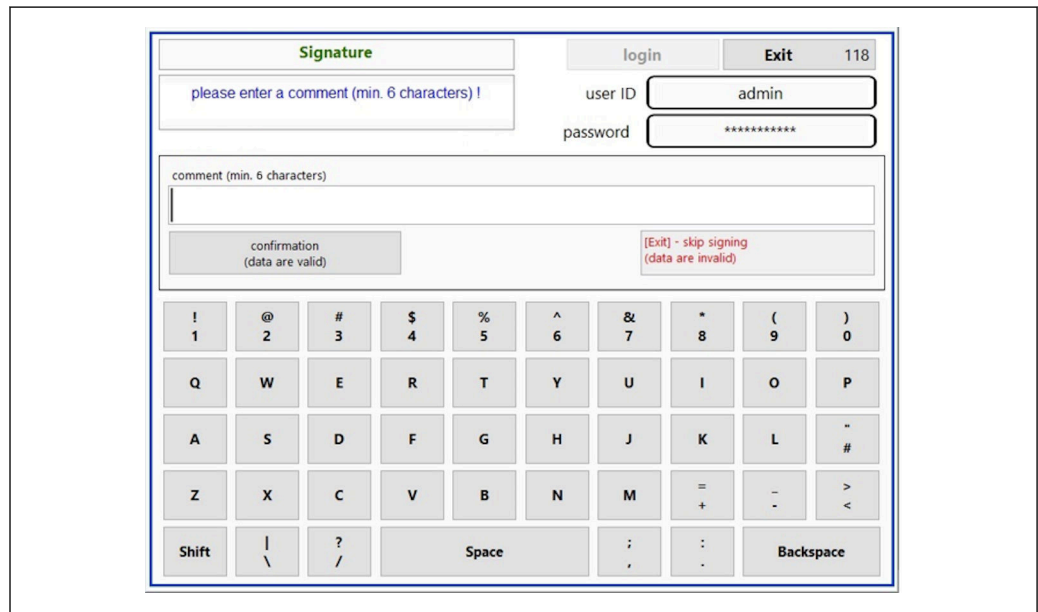 Signature
login
Exit 118
please enter a comment (min. 6 characters) !
user ID admin
password ***********
comment (min. 6 characters)
confirmation
(data are valid)
[Exit] - skip signing
(data are invalid)
! @ # $ % ^ & * ( )
1 2 3 4 5 6 7 8 9 0
Q W E R T Y U I O P
A S D F G H J K L " #
Z X C V B N M = + _ - > <
Shift | \ ? / Space ; , : . Backspace